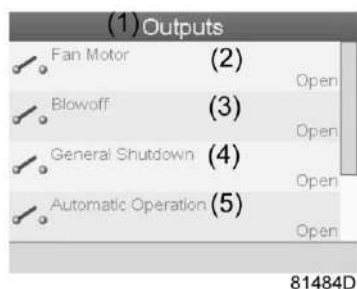 (1) Outputs
Fan Motor (2)
Open
Blowoff (3)
Open
General Shutdown (4)
Open
Automatic Operation (5)
Open
81484D